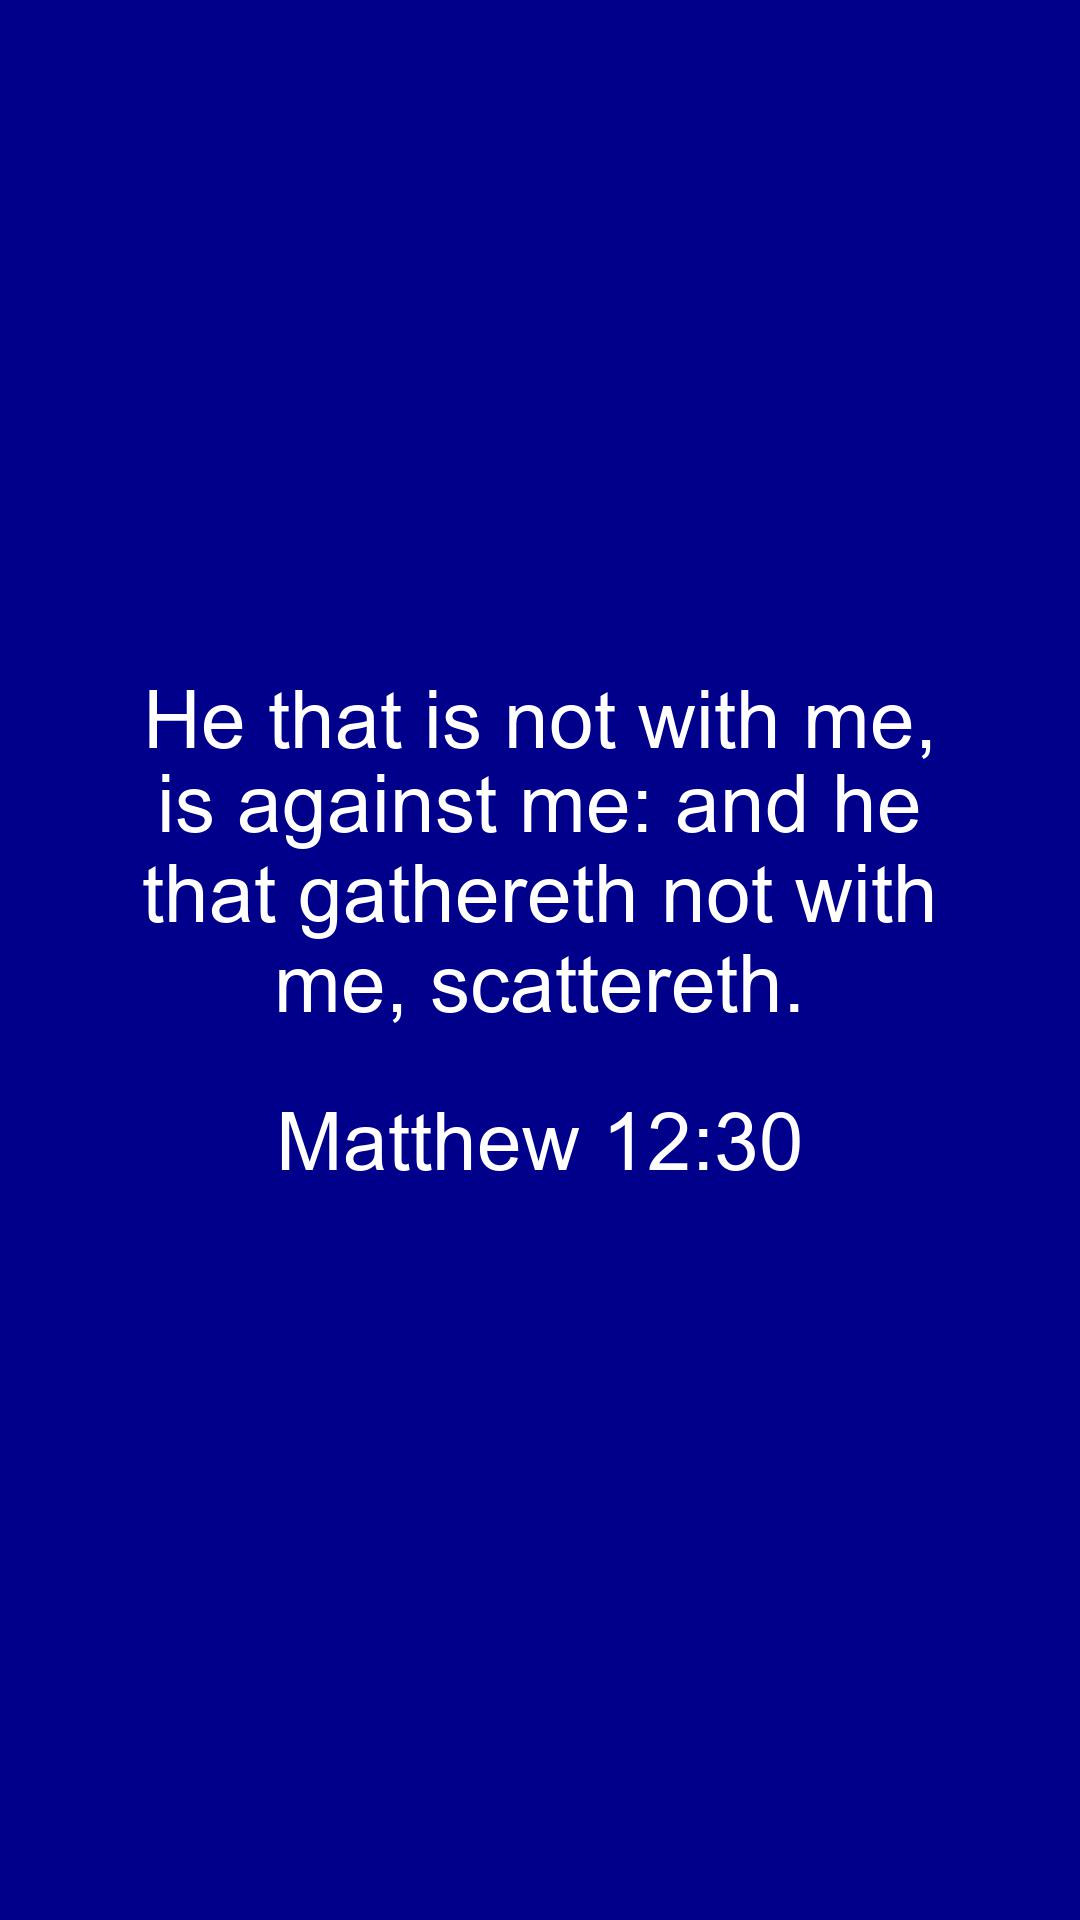 He that is not with me,
is against me: and he
that gathereth not with
me, scattereth.
Matthew 12:30